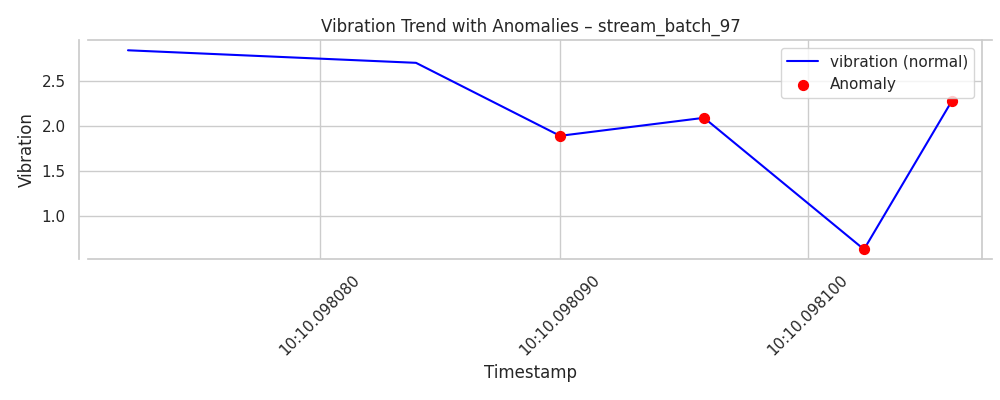 Vibration Trend with Anomalies – stream_batch_97
vibration (normal)
Anomaly
Vibration
2.5
2.0
1.5
1.0
10:10.098080
10:10.098090
10:10.098100
Timestamp